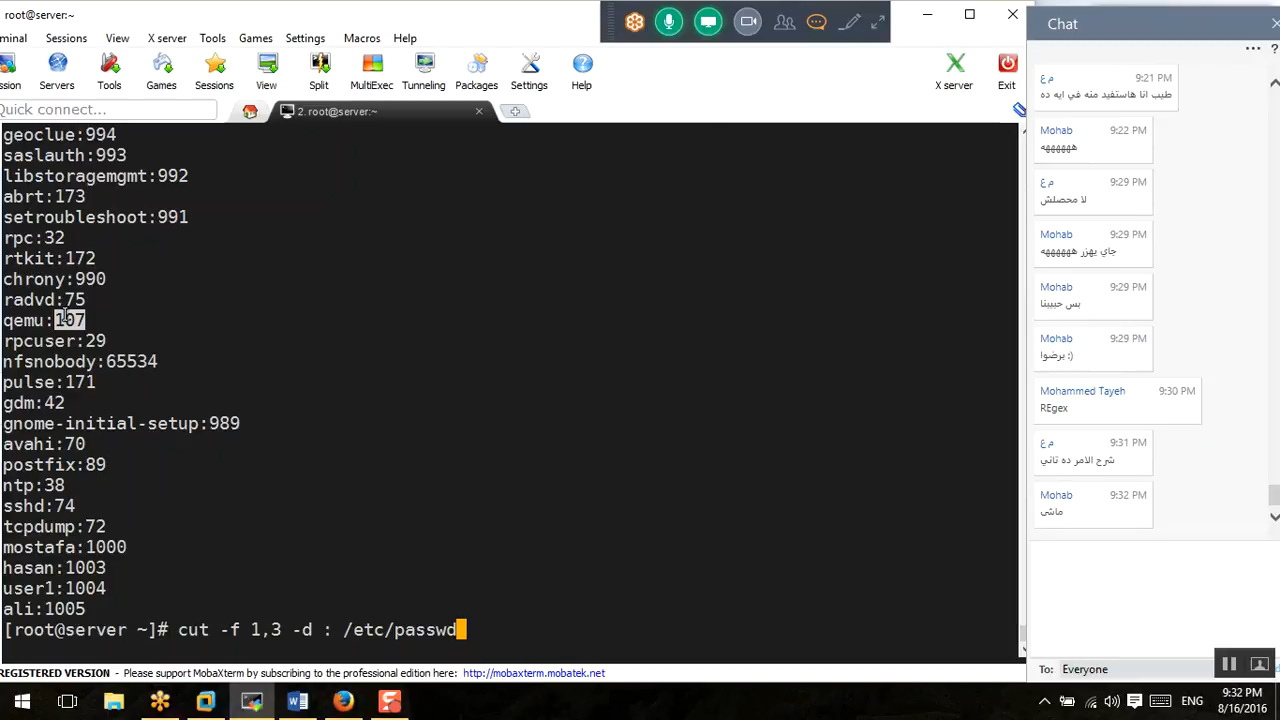 root@server:~
minal Sessions View X server Tools Games Settings Macros Help
ssion Servers Tools Games Sessions View Split MultiExec Tunneling Packages Settings Help X server Exit
Quick connect...
2. root@server:~
geoclue:994
saslauth:993
libstoragemgmt:992
abrt:173
setroubleshoot:991
rpc:32
rtkit:172
chrony:990
radvd:75
qemu:107
rpcuser:29
nfsnobody:65534
pulse:171
gdm:42
gnome-initial-setup:989
avahi:70
postfix:89
ntp:38
sshd:74
tcpdump:72
mostafa:1000
hasan:1003
user1:1004
ali:1005
[root@server ~]# cut -f 1,3 -d : /etc/passwd
REGISTERED VERSION - Please support MobaXterm by subscribing to the professional edition here: http://mobaxterm.mobatek.net
Chat
م ع 9:21 PM
طيب انا هاستفيد منه في ايه ده
Mohab 9:22 PM
هههههههه
م ع 9:29 PM
لا محصلش
Mohab 9:29 PM
جاي يهزر هههههههه
Mohab 9:29 PM
بس حبيبنا
Mohab 9:29 PM
برضوا :)
Mohammed Tayeh 9:30 PM
REgex
م ع 9:31 PM
شرح الامر ده تاني
Mohab 9:32 PM
ماشى
To: Everyone
ENG
9:32 PM
8/16/2016